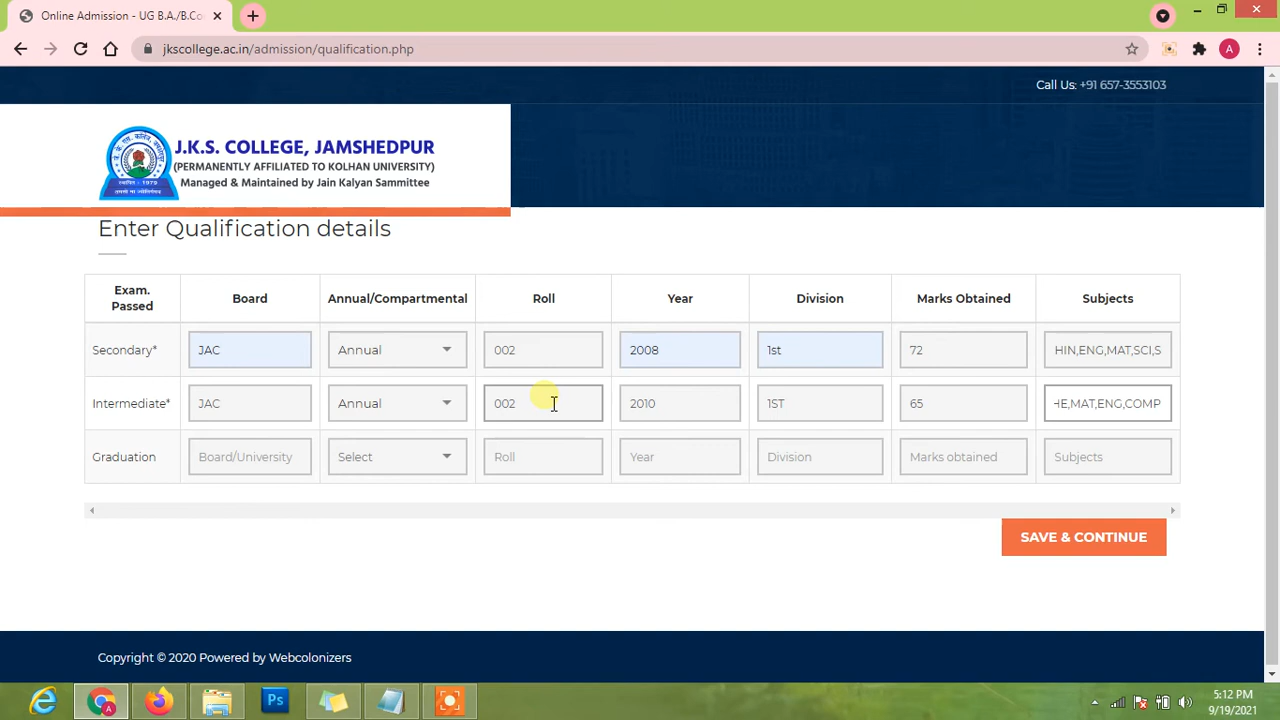 Online Admission - UG B.A./B.Co
jkscollege.ac.in/admission/qualification.php
A
Call Us: +91 657-3553103
J.K.S. COLLEGE, JAMSHEDPUR
(PERMANENTLY AFFILIATED TO KOLHAN UNIVERSITY)
Managed & Maintained by Jain Kalyan Sammittee
Enter Qualification details
Exam. Passed Board Annual/Compartmental Roll Year Division Marks Obtained Subjects
Secondary* JAC Annual 002 2008 1st 72 HIN,ENG,MAT,SCI,S
Intermediate* JAC Annual 002 2010 1ST 65 HE,MAT,ENG,COMP
Graduation Board/University Select Roll Year Division Marks obtained Subjects
SAVE & CONTINUE
Copyright © 2020 Powered by Webcolonizers
Ps
5:12 PM
9/19/2021